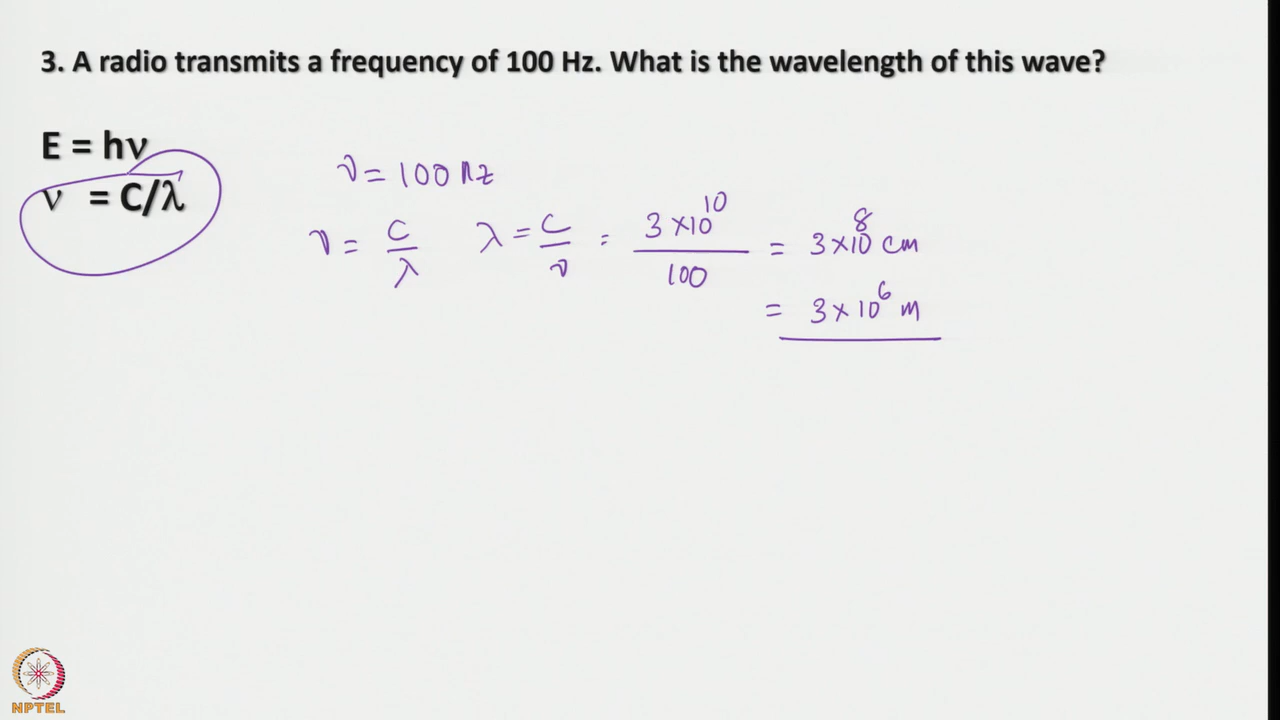 3. A radio transmits a frequency of 100 Hz. What is the wavelength of this wave?
E = hν
ν = C/λ
ν = 100 Hz
ν = C/λ λ = C/ν = 3 × 10^10 / 100 = 3 × 10^8 cm
= 3 × 10^6 m
NPTEL